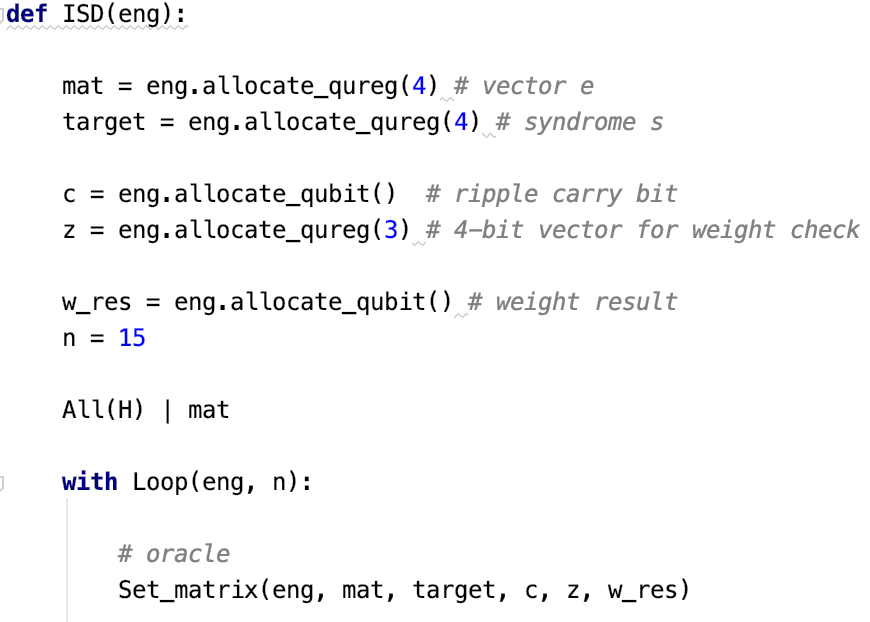 def ISD(eng):
mat = eng.allocate_qureg(4) # vector e
target = eng.allocate_qureg(4) # syndrome s
c = eng.allocate_qubit()  # ripple carry bit
z = eng.allocate_qureg(3) # 4-bit vector for weight check
w_res = eng.allocate_qubit() # weight result
n = 15
All(H) | mat
with Loop(eng, n):
# oracle
Set_matrix(eng, mat, target, c, z, w_res)